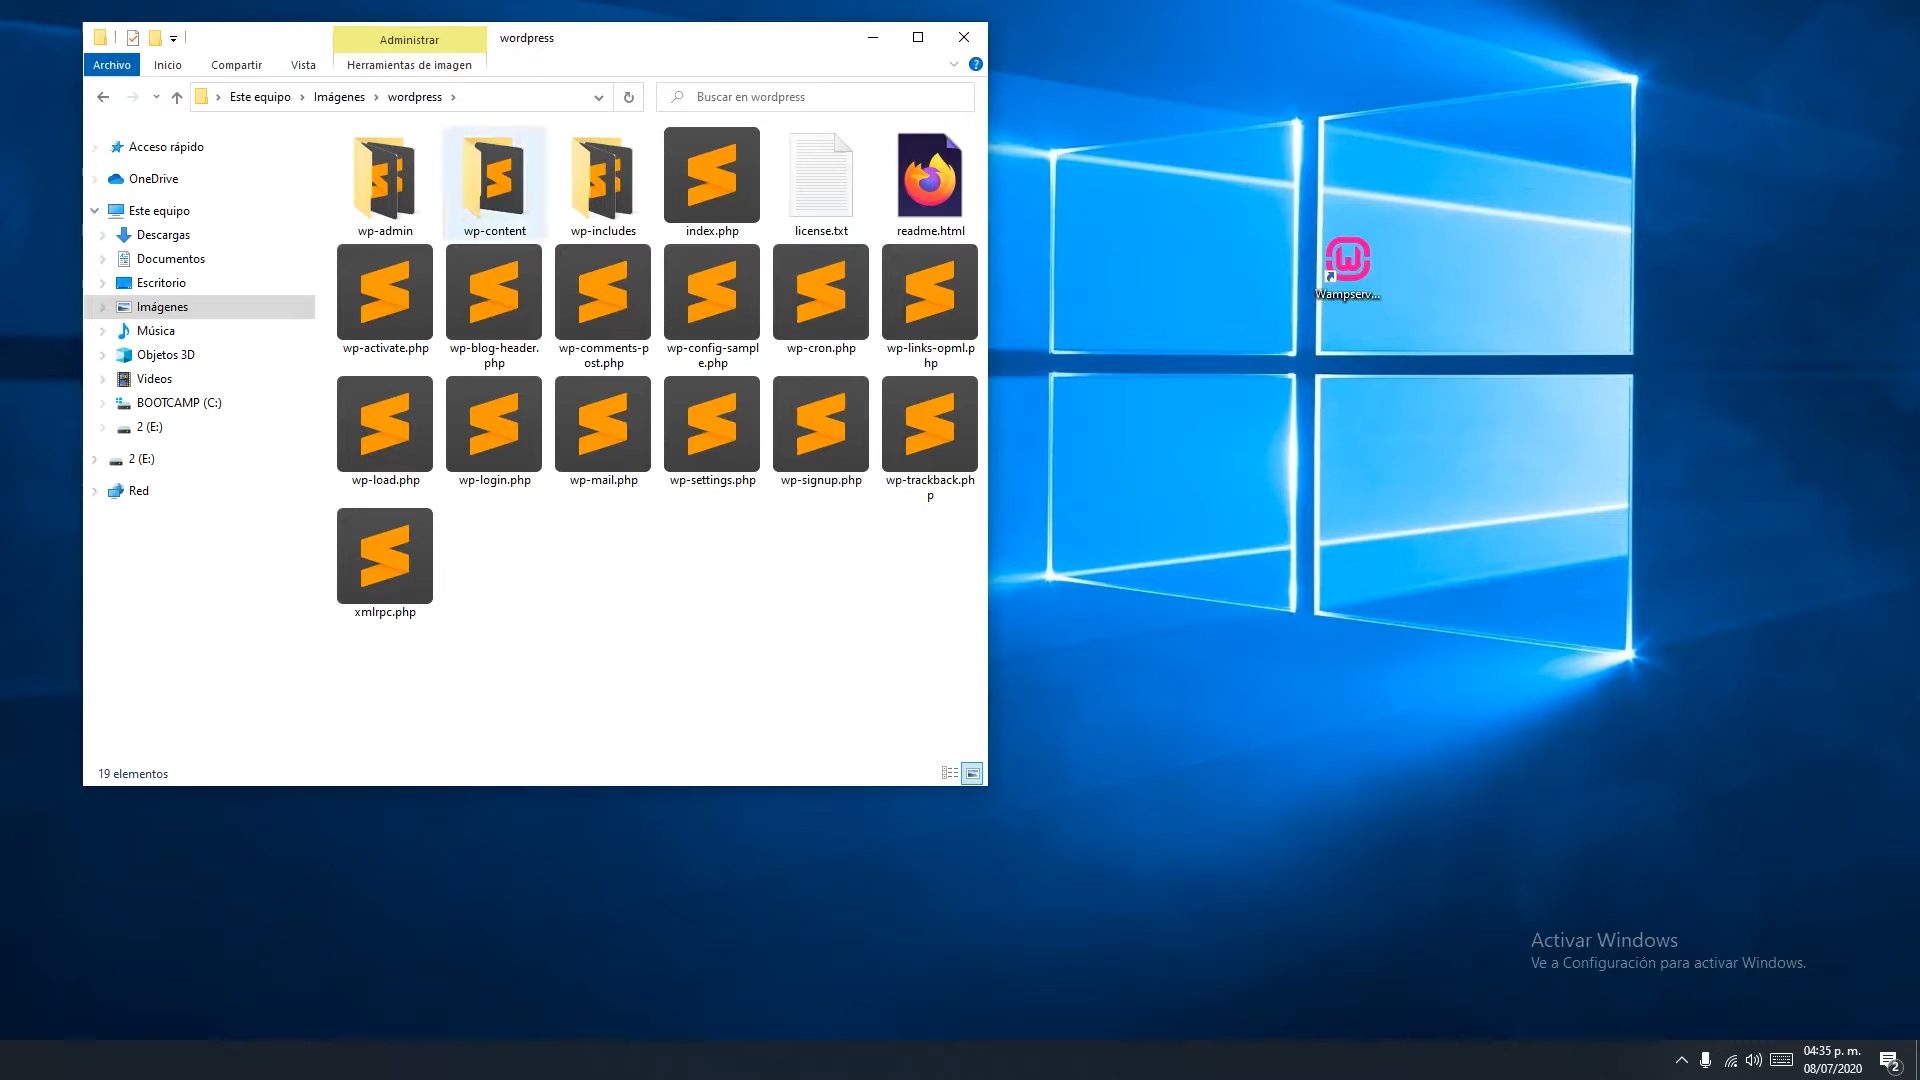 Administrar
wordpress
Archivo
Inicio
Compartir
Vista
Herramientas de imagen
?
Este equipo
Imágenes
wordpress
Buscar en wordpress
Acceso rápido
OneDrive
Este equipo
Descargas
Documentos
Escritorio
Imágenes
Música
Objetos 3D
Videos
BOOTCAMP (C:)
2 (E:)
2 (E:)
Red
wp-admin
wp-content
wp-includes
index.php
license.txt
readme.html
wp-activate.php
wp-blog-header.
php
wp-comments-p
ost.php
wp-config-sampl
e.php
wp-cron.php
wp-links-opml.p
hp
wp-load.php
wp-login.php
wp-mail.php
wp-settings.php
wp-signup.php
wp-trackback.ph
p
xmlrpc.php
19 elementos
Wampserv...
Activar Windows
Ve a Configuración para activar Windows.
04:35 p. m.
08/07/2020
2